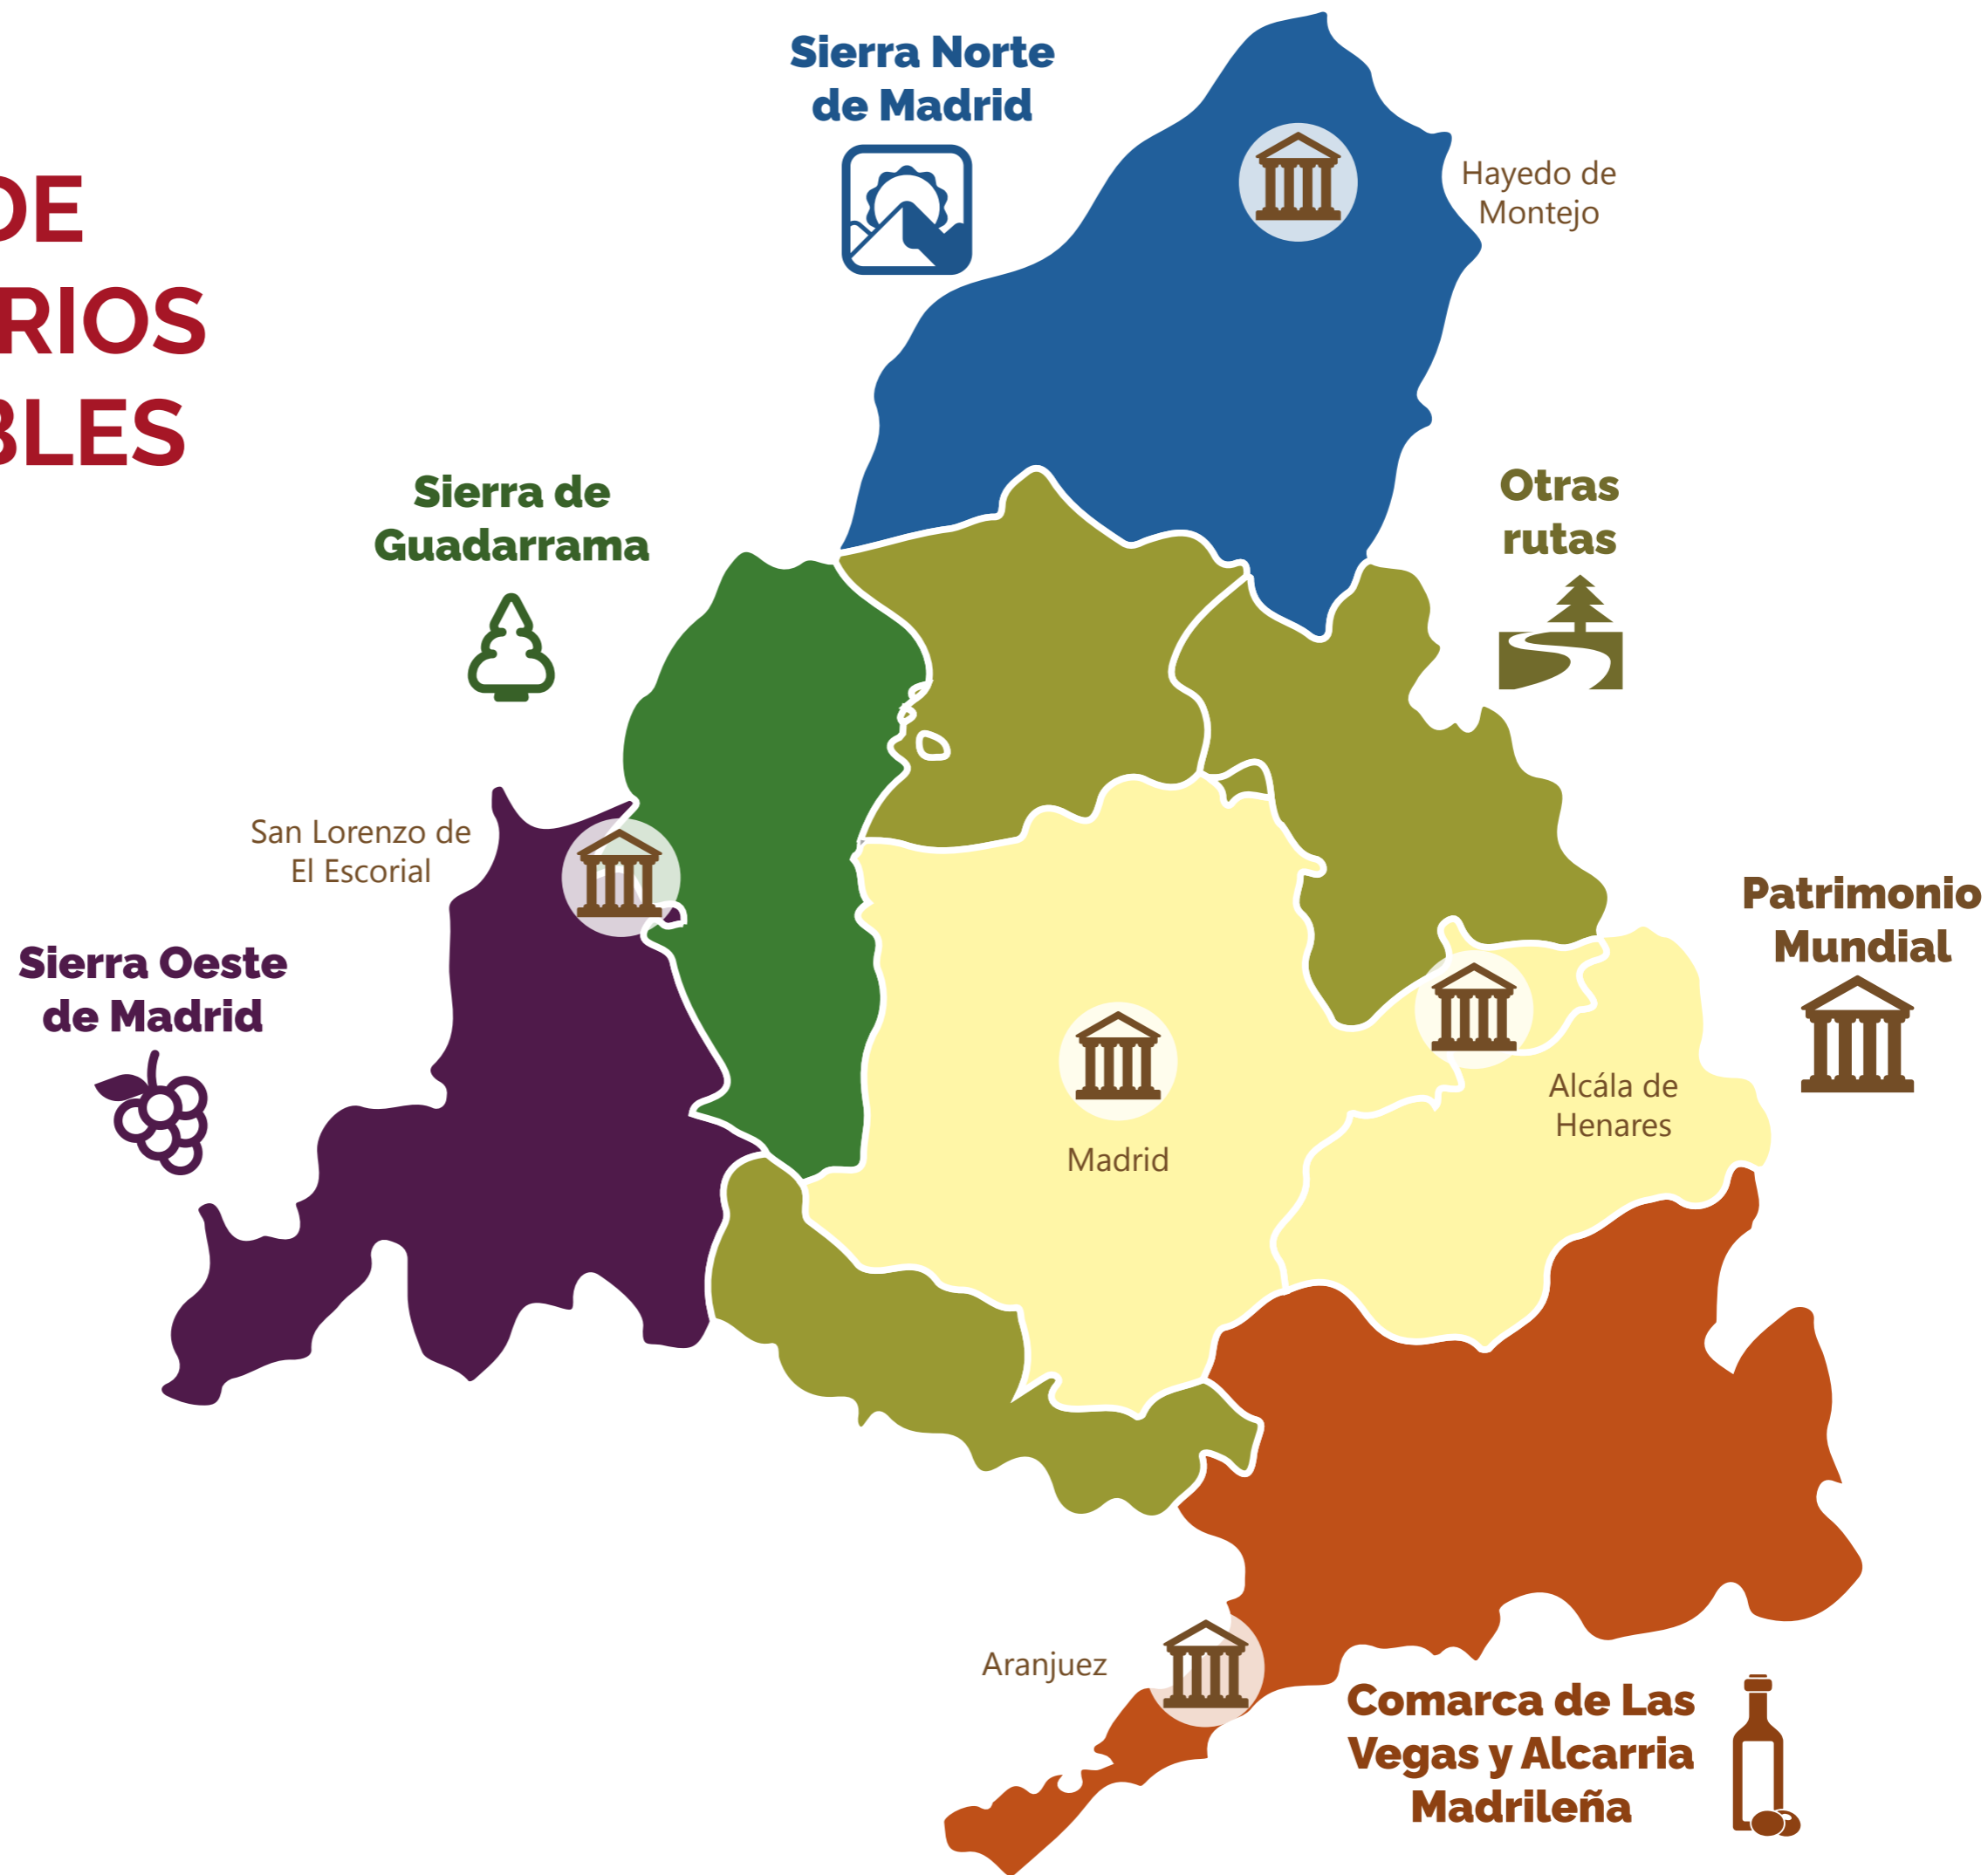 DE
RIOS
BLES
Sierra Norte
de Madrid
Hayedo de
Montejo
Sierra de
Guadarrama
Otras
rutas
San Lorenzo de
El Escorial
Patrimonio
Mundial
Sierra Oeste
de Madrid
Alcála de
Henares
Madrid
Aranjuez
Comarca de Las
Vegas y Alcarria
Madrileña